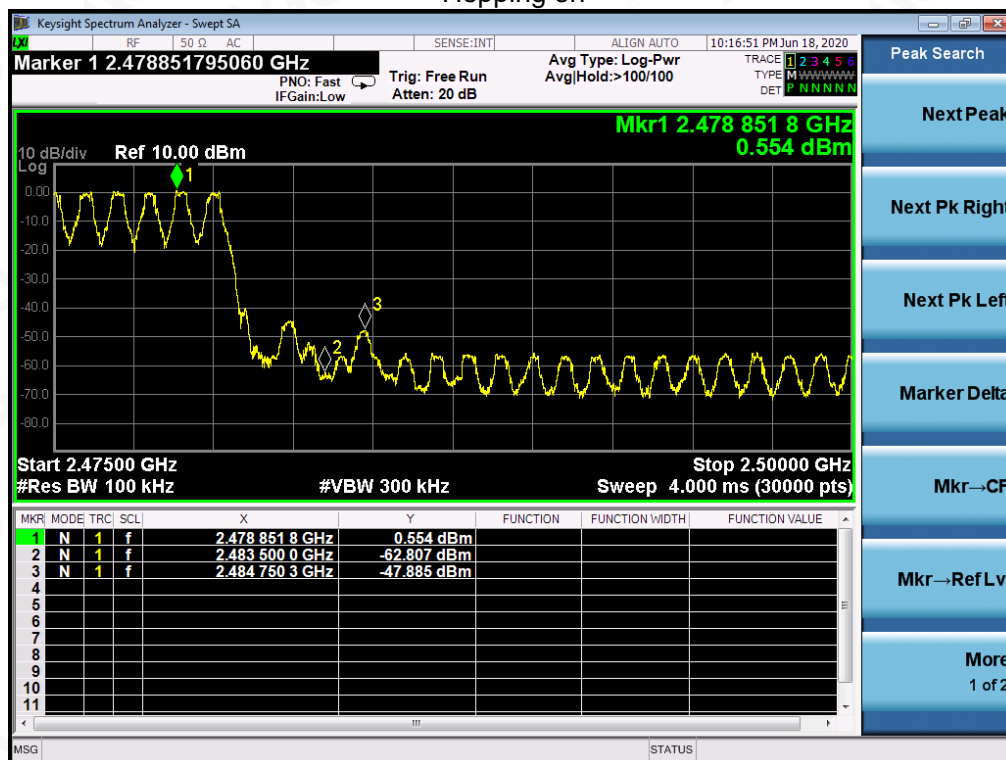 Hopping on
Keysight Spectrum Analyzer - Swept SA
LXI RF 50 Ω AC SENSE:INT ALIGN AUTO 10:16:51 PM Jun 18, 2020
Marker 1 2.478851795060 GHz
PNO: Fast
IFGain:Low
Trig: Free Run
Atten: 20 dB
Avg Type: Log-Pwr
Avg|Hold:>100/100
TRACE 1 2 3 4 5 6
TYPE M WWWWW
DET P N N N N N
Mkr1 2.478 851 8 GHz
0.554 dBm
10 dB/div Ref 10.00 dBm
Log
1
0.00
-10.0
-20.0
-30.0
-40.0
-50.0
-60.0
-70.0
-80.0
3
2
Start 2.47500 GHz Stop 2.50000 GHz
#Res BW 100 kHz #VBW 300 kHz Sweep 4.000 ms (30000 pts)
MKR MODE TRC SCL X Y FUNCTION FUNCTION WIDTH FUNCTION VALUE
1 N 1 f 2.478 851 8 GHz 0.554 dBm
2 N 1 f 2.483 500 0 GHz -62.807 dBm
3 N 1 f 2.484 750 3 GHz -47.885 dBm
4
5
6
7
8
9
10
11
MSG STATUS
Peak Search
Next Peak
Next Pk Right
Next Pk Left
Marker Delta
Mkr→CF
Mkr→Ref Lv
More
1 of 2